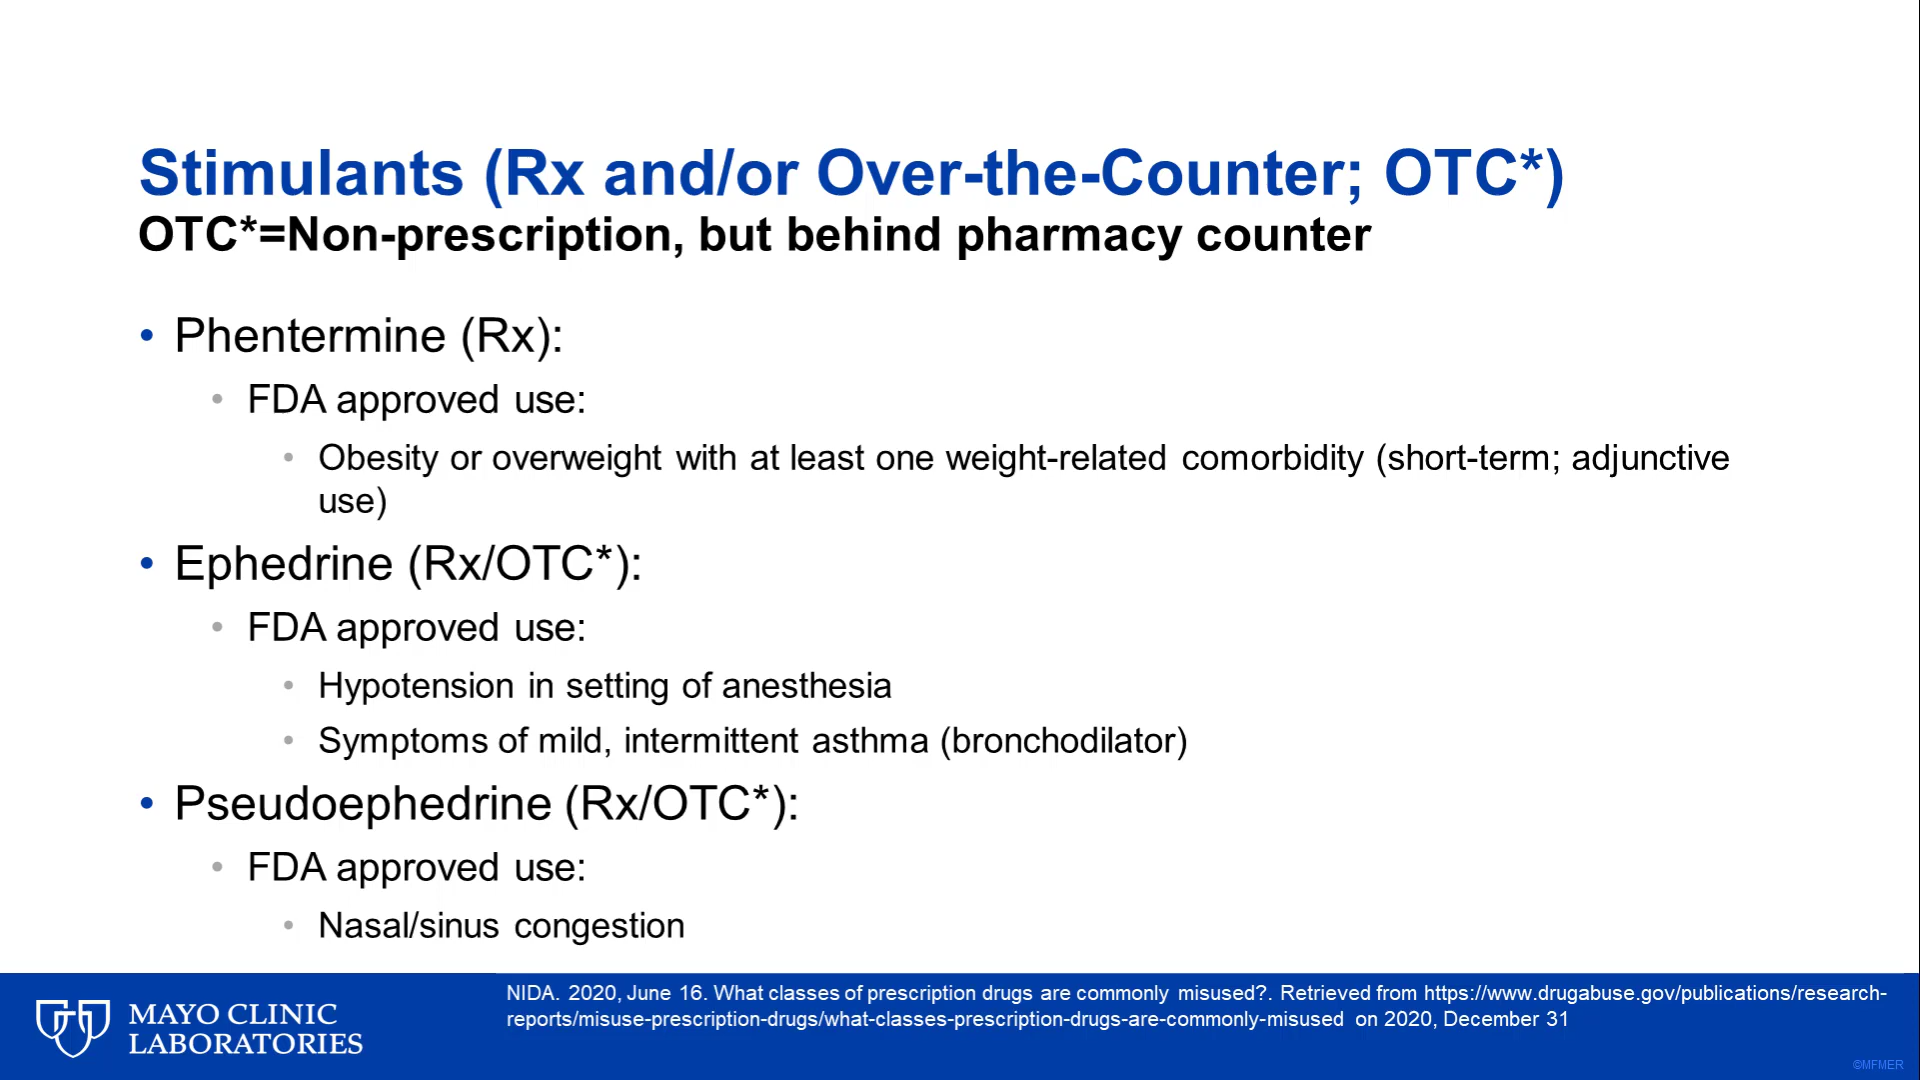 Stimulants (Rx and/or Over-the-Counter; OTC*)
OTC*=Non-prescription, but behind pharmacy counter
• Phentermine (Rx):
• FDA approved use:
• Obesity or overweight with at least one weight-related comorbidity (short-term; adjunctive
use)
• Ephedrine (Rx/OTC*):
• FDA approved use:
• Hypotension in setting of anesthesia
• Symptoms of mild, intermittent asthma (bronchodilator)
• Pseudoephedrine (Rx/OTC*):
• FDA approved use:
• Nasal/sinus congestion
MAYO CLINIC
LABORATORIES
NIDA. 2020, June 16. What classes of prescription drugs are commonly misused?. Retrieved from https://www.drugabuse.gov/publications/research-
reports/misuse-prescription-drugs/what-classes-prescription-drugs-are-commonly-misused on 2020, December 31
©MFMER